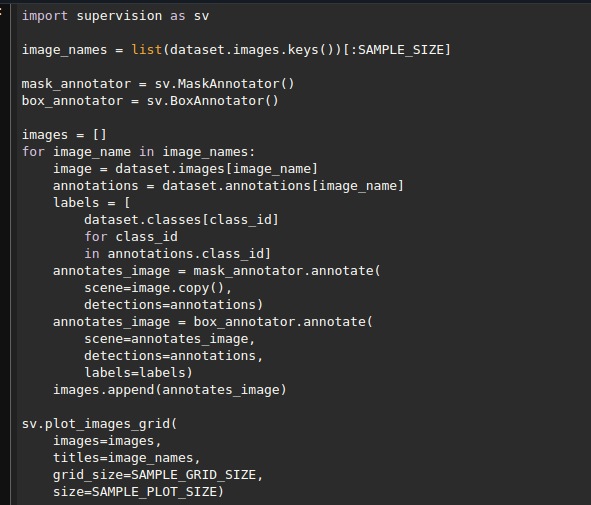 import supervision as sv

image_names = list(dataset.images.keys())[:SAMPLE_SIZE]

mask_annotator = sv.MaskAnnotator()
box_annotator = sv.BoxAnnotator()

images = []
for image_name in image_names:
    image = dataset.images[image_name]
    annotations = dataset.annotations[image_name]
    labels = [
        dataset.classes[class_id]
        for class_id
        in annotations.class_id]
    annotates_image = mask_annotator.annotate(
        scene=image.copy(),
        detections=annotations)
    annotates_image = box_annotator.annotate(
        scene=annotates_image,
        detections=annotations,
        labels=labels)
    images.append(annotates_image)

sv.plot_images_grid(
    images=images,
    titles=image_names,
    grid_size=SAMPLE_GRID_SIZE,
    size=SAMPLE_PLOT_SIZE)